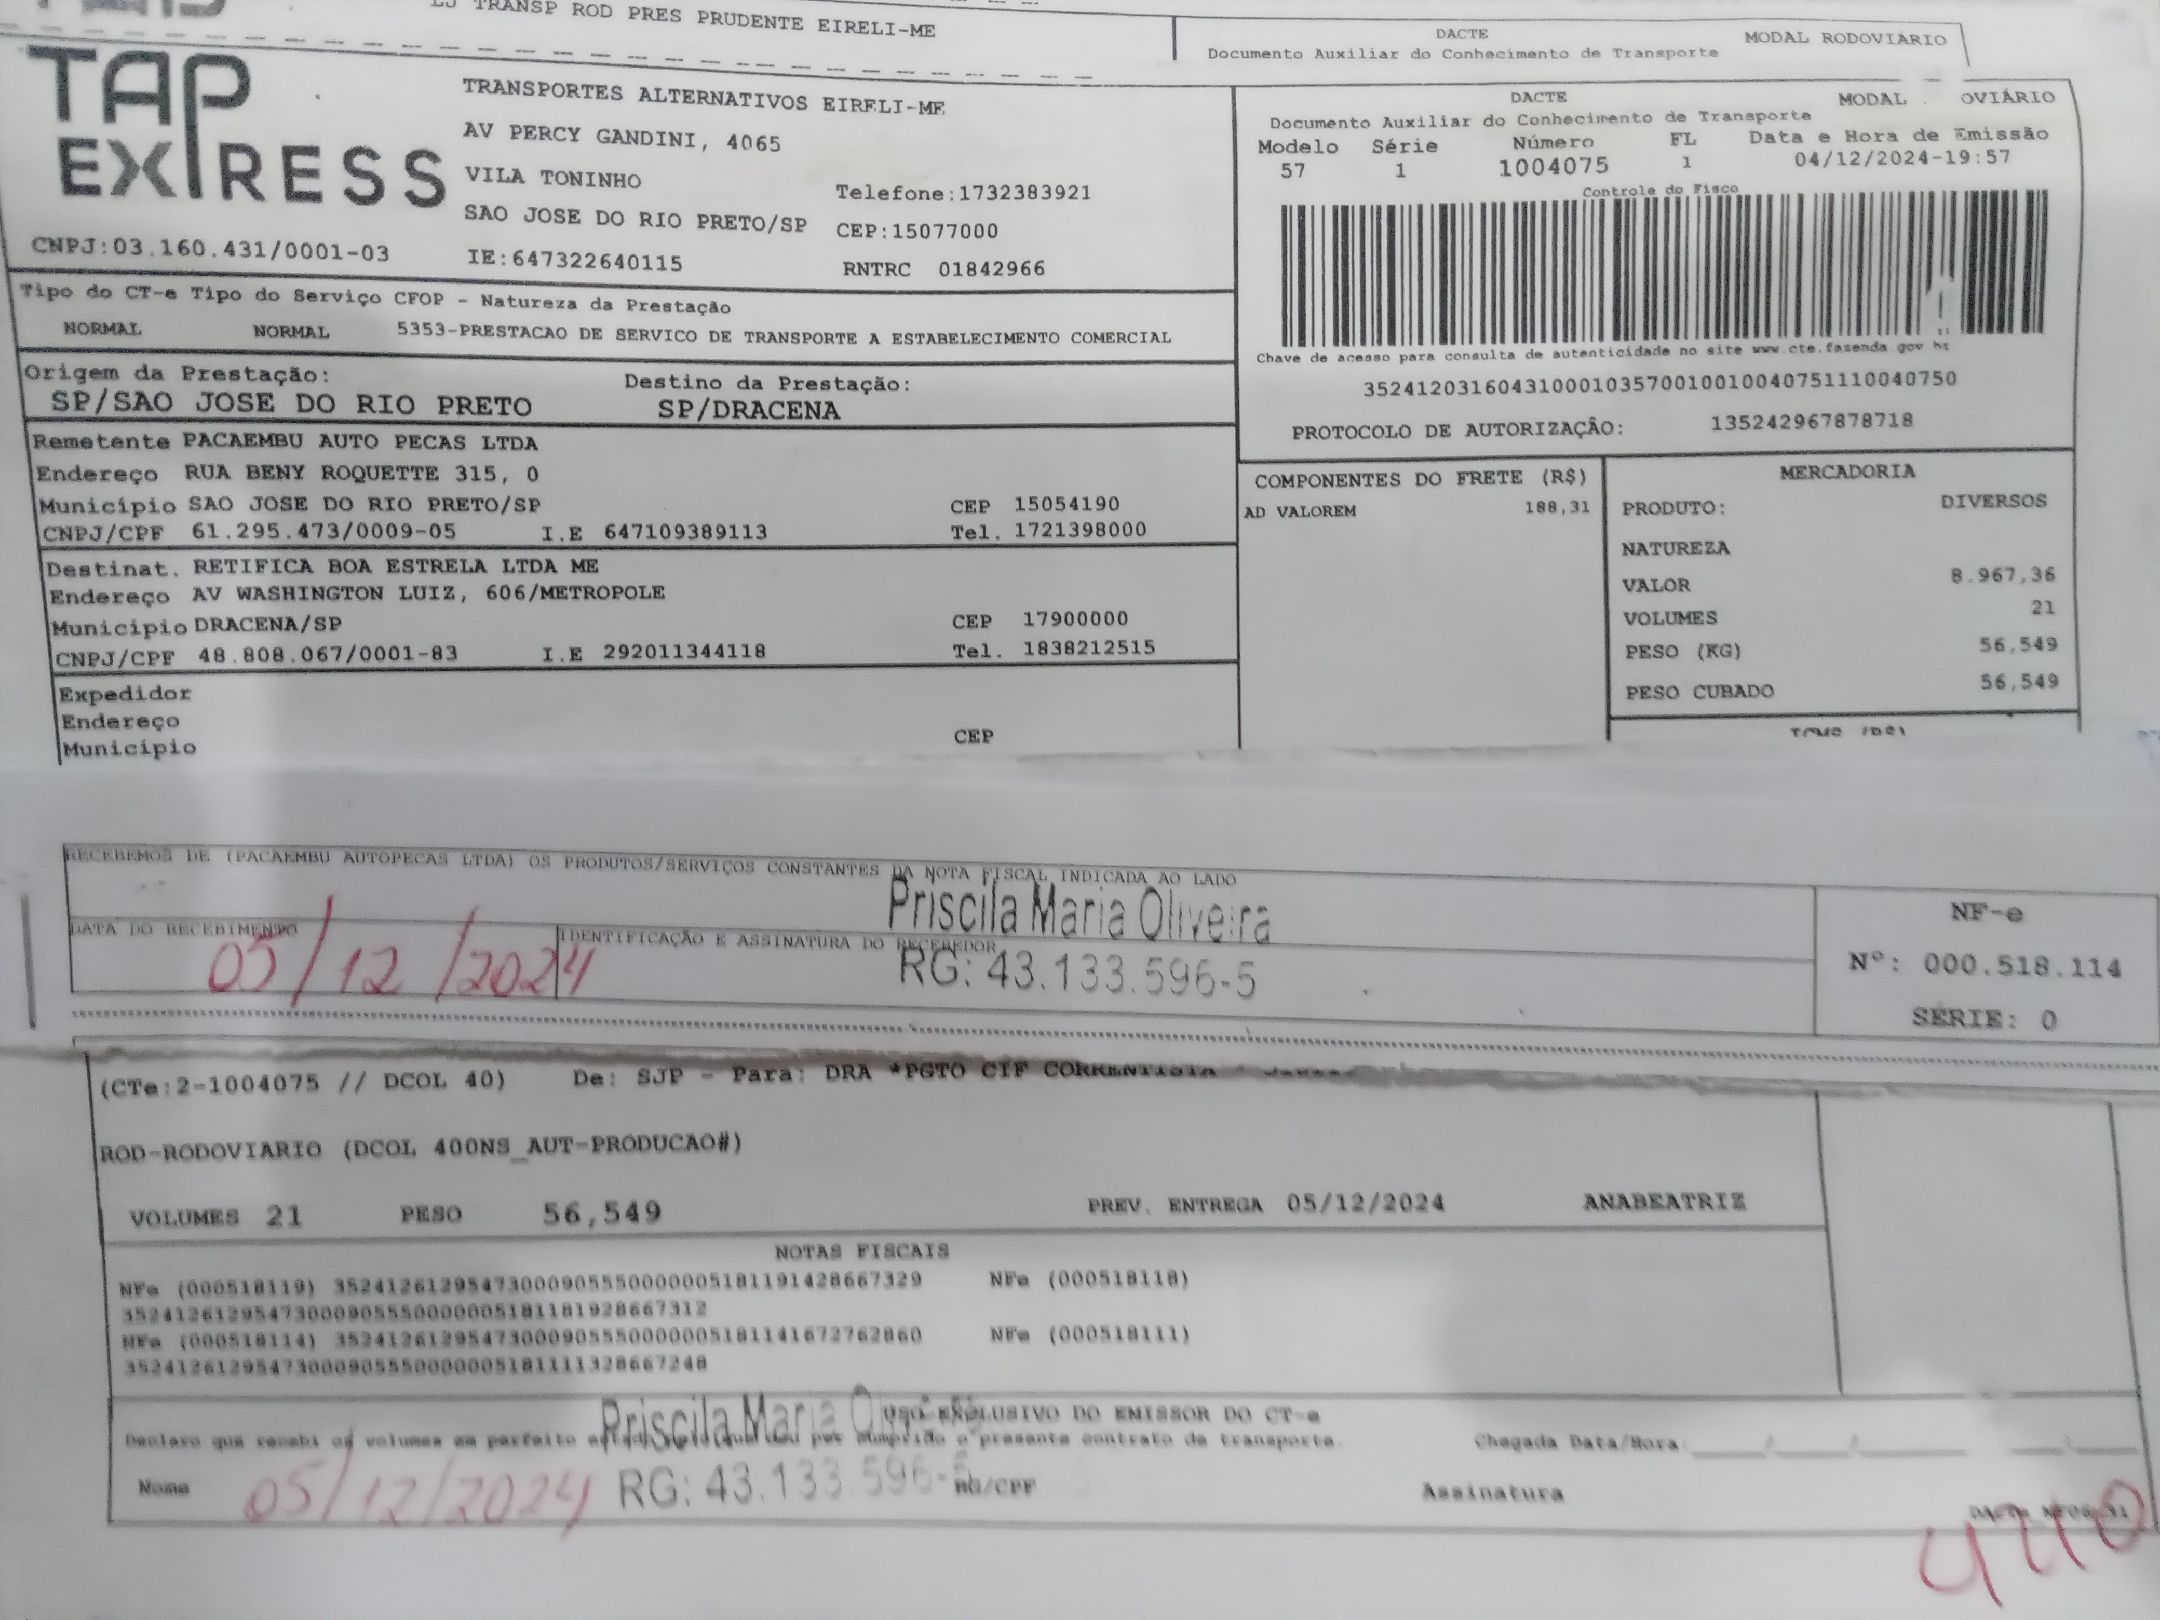 LJ TRANSP ROD PRES PRUDENTE EIRELI-ME
DACTE
MODAL RODOVIÁRIO
Documento Auxiliar do Conhecimento de Transporte
TAP EXPRESS
TRANSPORTES ALTERNATIVOS EIRELI-ME
AV PERCY GANDINI, 4065
VILA TONINHO
Telefone:1732383921
SAO JOSE DO RIO PRETO/SP CEP:15077000
CNPJ:03.160.431/0001-03 IE:647322640115 RNTRC 01842966
DACTE MODAL OVIÁRIO
Documento Auxiliar do Conhecimento de Transporte
Modelo Série Número FL Data e Hora de Emissão
57 1 1004075 1 04/12/2024-19:57
Controle do Fisco
Chave de acesso para consulta de autenticidade no site www.cte.fazenda.gov br
35241203160431000103570010010040751110040750
PROTOCOLO DE AUTORIZAÇÃO: 135242967878718
Tipo do CT-e Tipo do Serviço CFOP - Natureza da Prestação
NORMAL NORMAL 5353-PRESTACAO DE SERVICO DE TRANSPORTE A ESTABELECIMENTO COMERCIAL
Origem da Prestação: Destino da Prestação:
SP/SAO JOSE DO RIO PRETO SP/DRACENA
Remetente PACAEMBU AUTO PECAS LTDA
Endereço RUA BENY ROQUETTE 315, 0
Município SAO JOSE DO RIO PRETO/SP CEP 15054190
CNPJ/CPF 61.295.473/0009-05 I.E 647109389113 Tel. 1721398000
Destinat. RETIFICA BOA ESTRELA LTDA ME
Endereço AV WASHINGTON LUIZ, 606/METROPOLE
Município DRACENA/SP CEP 17900000
CNPJ/CPF 48.808.067/0001-83 I.E 292011344118 Tel. 1838212515
Expedidor
Endereço
Município CEP
COMPONENTES DO FRETE (R$)
AD VALOREM 188,31
MERCADORIA
PRODUTO: DIVERSOS
NATUREZA
VALOR 8.967,36
VOLUMES 21
PESO (KG) 56,549
PESO CUBADO 56,549
RECEBEMOS DE (PACAEMBU AUTOPECAS LTDA) OS PRODUTOS/SERVIÇOS CONSTANTES DA NOTA FISCAL INDICADA AO LADO
Priscila Maria Oliveira
DATA DO RECEBIMENTO IDENTIFICAÇÃO E ASSINATURA DO RECEBEDOR
05/12/2024 RG: 43.133.596-5
NF-e
Nº: 000.518.114
SÉRIE: 0
(CTe:2-1004075 // DCOL 40) De: SJP - Para: DRA *PGTO CIF CORRENTISTA
ROD-RODOVIARIO (DCOL 400NS_AUT-PRODUCAO#)
VOLUMES 21 PESO 56,549 PREV. ENTREGA 05/12/2024 ANABEATRIZ
NOTAS FISCAIS
NFe (000518119) 35241261295473000905550000005181191428667329 NFe (000518118)
35241261295473000905550000005181181928667312
NFe (000518114) 35241261295473000905550000005181141672762860 NFe (000518111)
35241261295473000905550000005181111328667248
Priscila Maria
USO EXCLUSIVO DO EMISSOR DO CT-e
Declaro que recebi os volumes em perfeito o presente contrato de transporte. Chegada Data/Hora:
Nome 05/12/2024 RG: 43.133.596-5 RG/CPF Assinatura